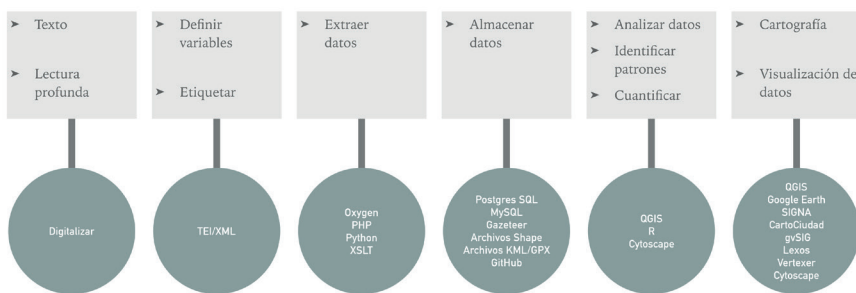 ➤ Texto
➤ Lectura
profunda
➤ Definir
variables
➤ Etiquetar
➤ Extraer
datos
➤ Almacenar
datos
➤ Analizar datos
➤ Identificar
patrones
➤ Cuantificar
➤ Cartografía
➤ Visualización de
datos
Digitalizar
TEI/XML
Oxygen
PHP
Python
XSLT
Postgres SQL
MySQL
Gazeteer
Archivos Shape
Archivos KML/GPX
GitHub
QGIS
R
Cytoscape
QGIS
Google Earth
SIGNA
CartoCiudad
gvSIG
Lexos
Vertexer
Cytoscape